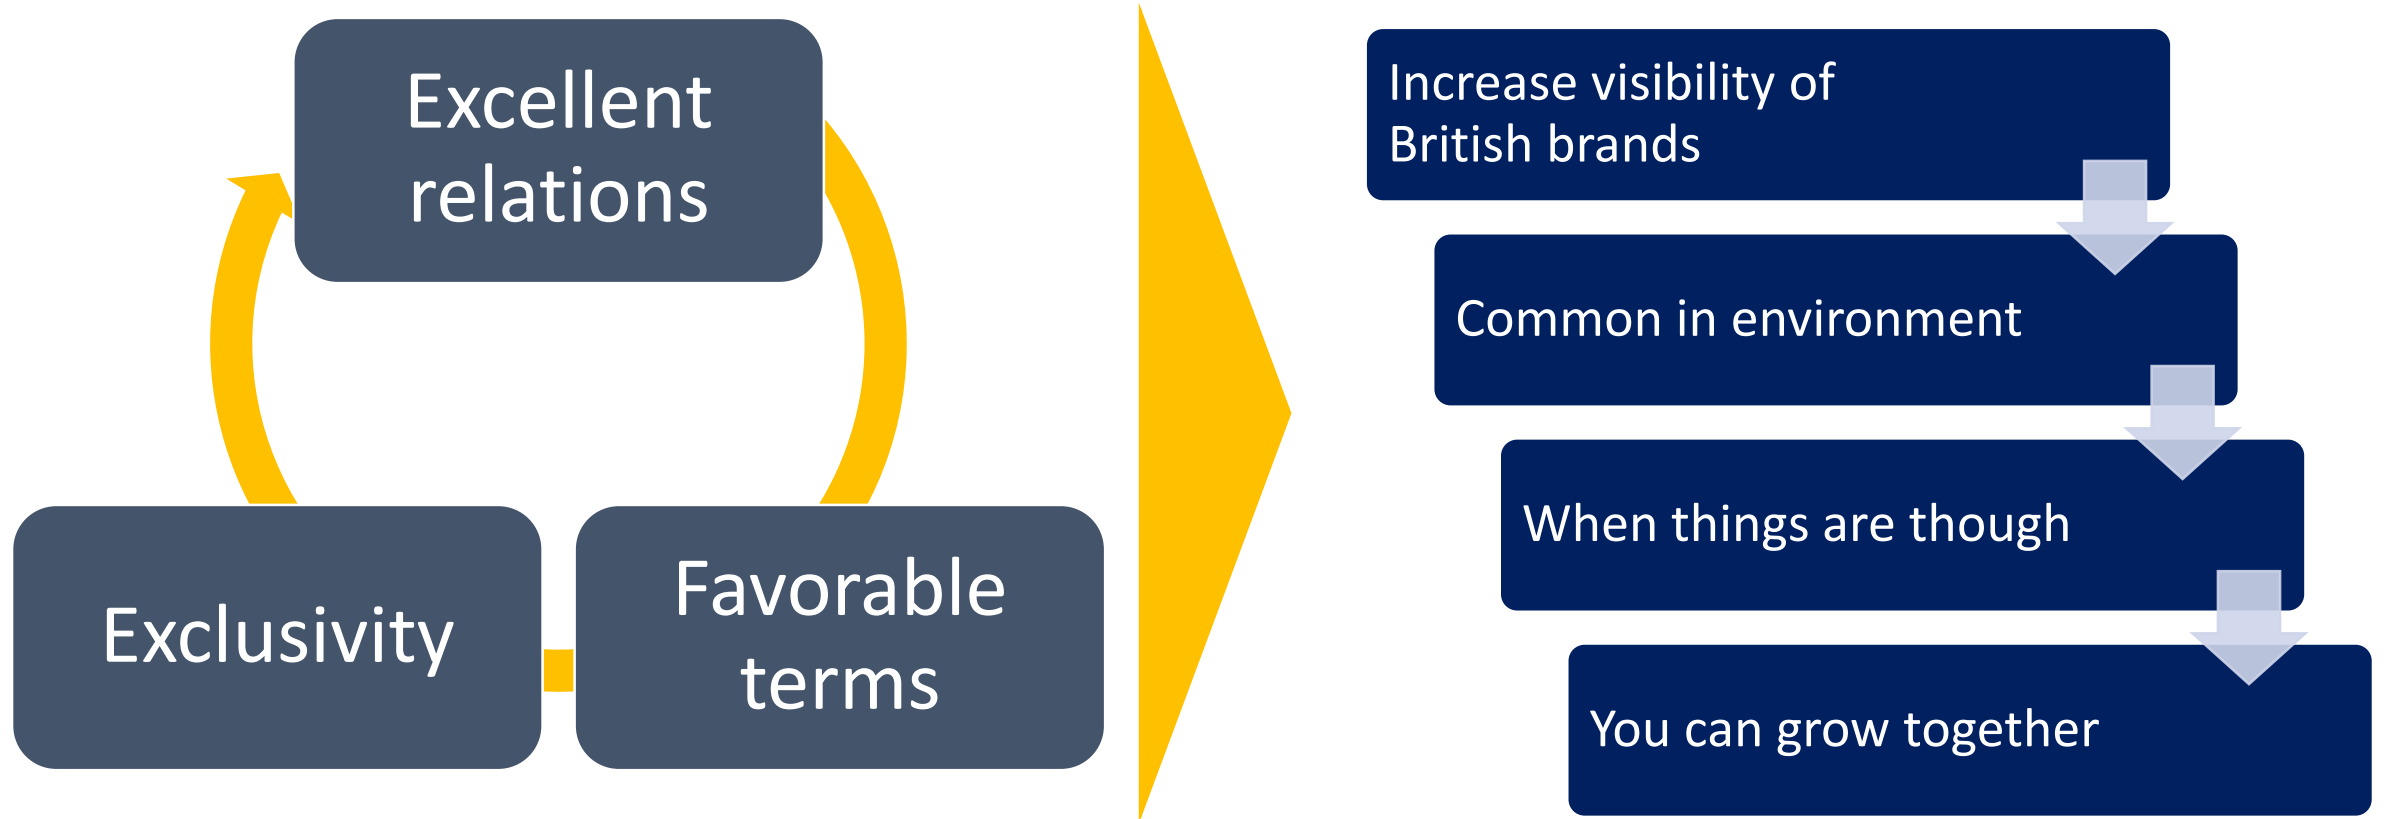 Excellent
relations
Exclusivity
Favorable
terms
Increase visibility of
British brands
Common in environment
When things are though
You can grow together